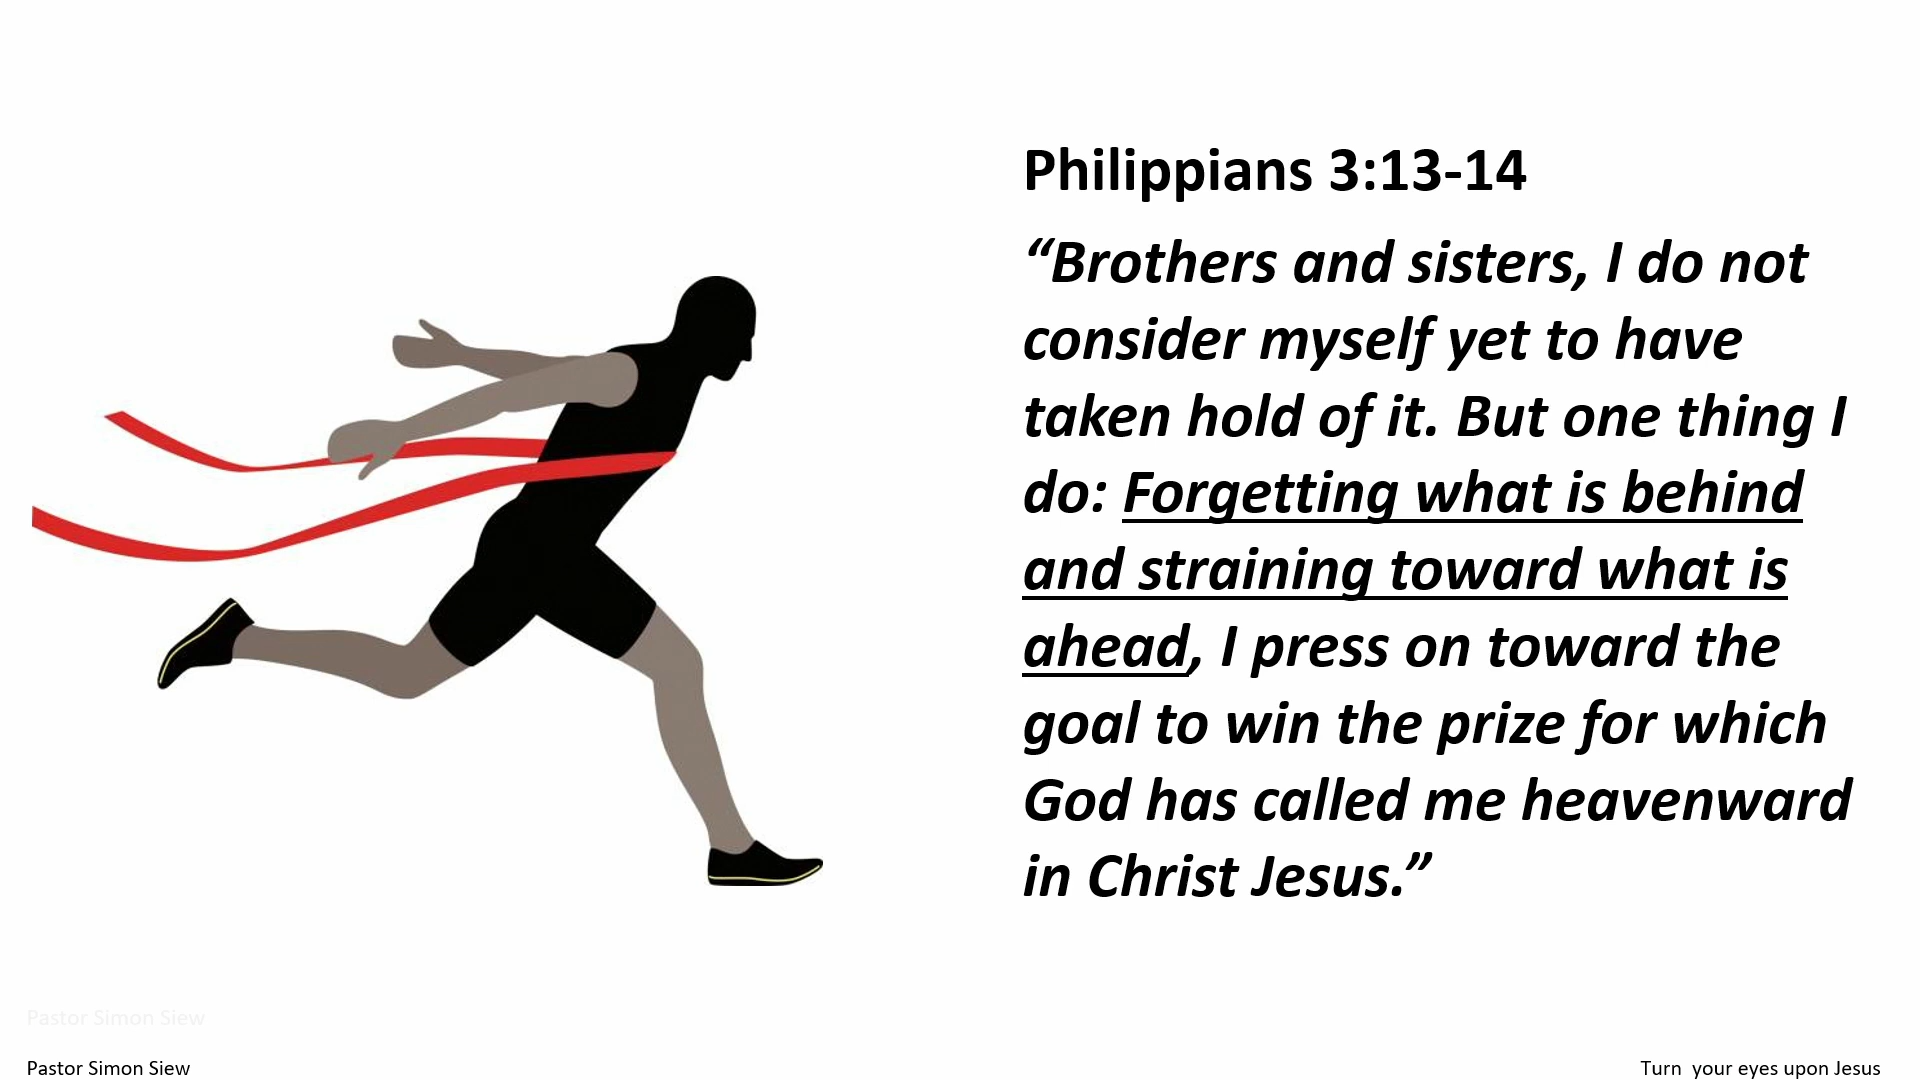 Philippians 3:13-14
“Brothers and sisters, I do not
consider myself yet to have
taken hold of it. But one thing I
do: Forgetting what is behind
and straining toward what is
ahead, I press on toward the
goal to win the prize for which
God has called me heavenward
in Christ Jesus.”
Pastor Simon Siew
Pastor Simon Siew
Turn  your eyes upon Jesus